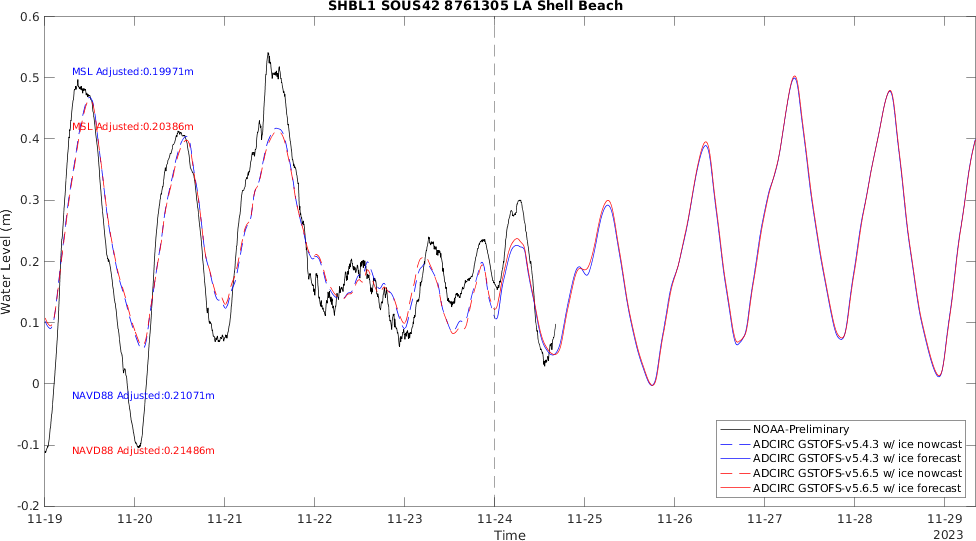 SHBL1 SOUS42 8761305 LA Shell Beach
0.6
0.5
0.4
0.3
0.2
0.1
0
-0.1
-0.2
Water Level (m)
MSL Adjusted:0.19971m
MSL Adjusted:0.20386m
NAVD88 Adjusted:0.21071m
NAVD88 Adjusted:0.21486m
NOAA-Preliminary
ADCIRC GSTOFS-v5.4.3 w/ice nowcast
ADCIRC GSTOFS-v5.4.3 w/ice forecast
ADCIRC GSTOFS-v5.6.5 w/ice nowcast
ADCIRC GSTOFS-v5.6.5 w/ice forecast
11-19 11-20 11-21 11-22 11-23 11-24 11-25 11-26 11-27 11-28 11-29
2023
Time